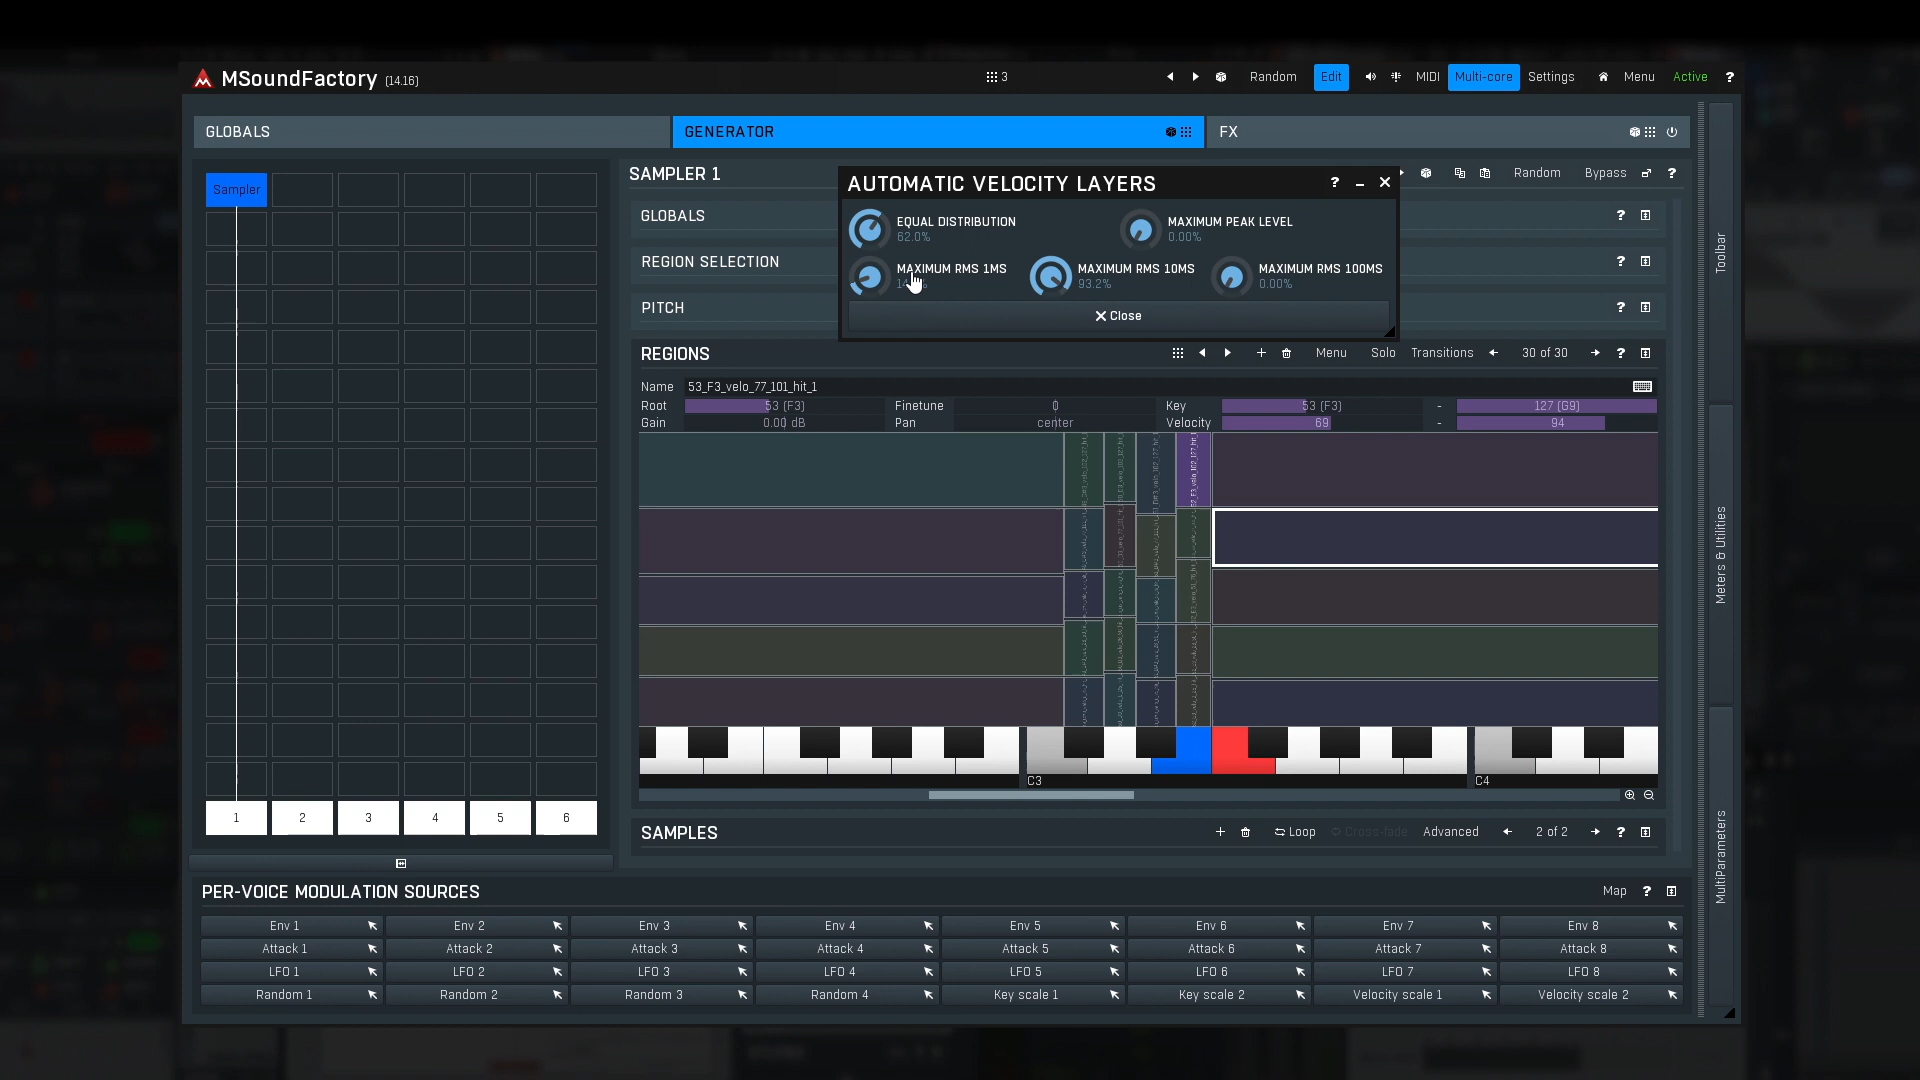 MSoundFactory (14.16)
3
Random
Edit
MIDI
Multi-core
Settings
Menu
Active
?
GLOBALS
GENERATOR
FX
Sampler
SAMPLER 1
Random
Bypass
?
AUTOMATIC VELOCITY LAYERS
?
EQUAL DISTRIBUTION
62.0%
MAXIMUM PEAK LEVEL
0.00%
MAXIMUM RMS 1MS
MAXIMUM RMS 10MS
93.2%
MAXIMUM RMS 100MS
0.00%
Close
GLOBALS
?
REGION SELECTION
?
PITCH
?
REGIONS
Menu
Solo
Transitions
30 of 30
?
Name 53_F3_velo_77_101_hit_1
Root 53 (F3) Finetune 0 Key 53 (F3) - 127 (G9)
Gain 0.00 dB Pan center Velocity 69 - 94
C3
C4
SAMPLES
Loop
Cross-fade
Advanced
2 of 2
?
1 2 3 4 5 6
PER-VOICE MODULATION SOURCES
Map
?
Env 1 Env 2 Env 3 Env 4 Env 5 Env 6 Env 7 Env 8
Attack 1 Attack 2 Attack 3 Attack 4 Attack 5 Attack 6 Attack 7 Attack 8
LFO 1 LFO 2 LFO 3 LFO 4 LFO 5 LFO 6 LFO 7 LFO 8
Random 1 Random 2 Random 3 Random 4 Key scale 1 Key scale 2 Velocity scale 1 Velocity scale 2
Toolbar
Meters & Utilities
MultiParameters